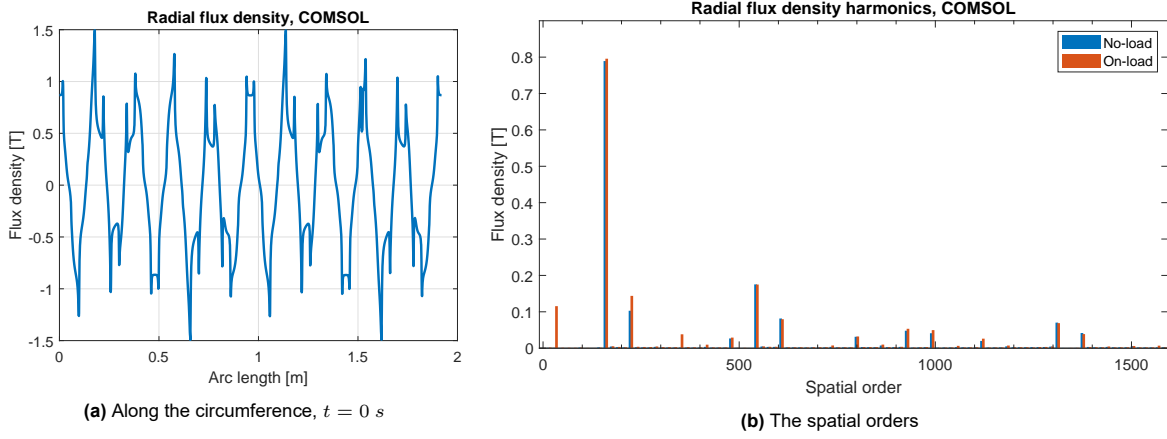 Radial flux density, COMSOL
Flux density [T]
1.5
1
0.5
0
-0.5
-1
-1.5
0
0.5
1
1.5
2
Arc length [m]
(a) Along the circumference, t = 0 s
Radial flux density harmonics, COMSOL
No-load
On-load
Flux density [T]
0.8
0.7
0.6
0.5
0.4
0.3
0.2
0.1
0
0
500
1000
1500
Spatial order
(b) The spatial orders